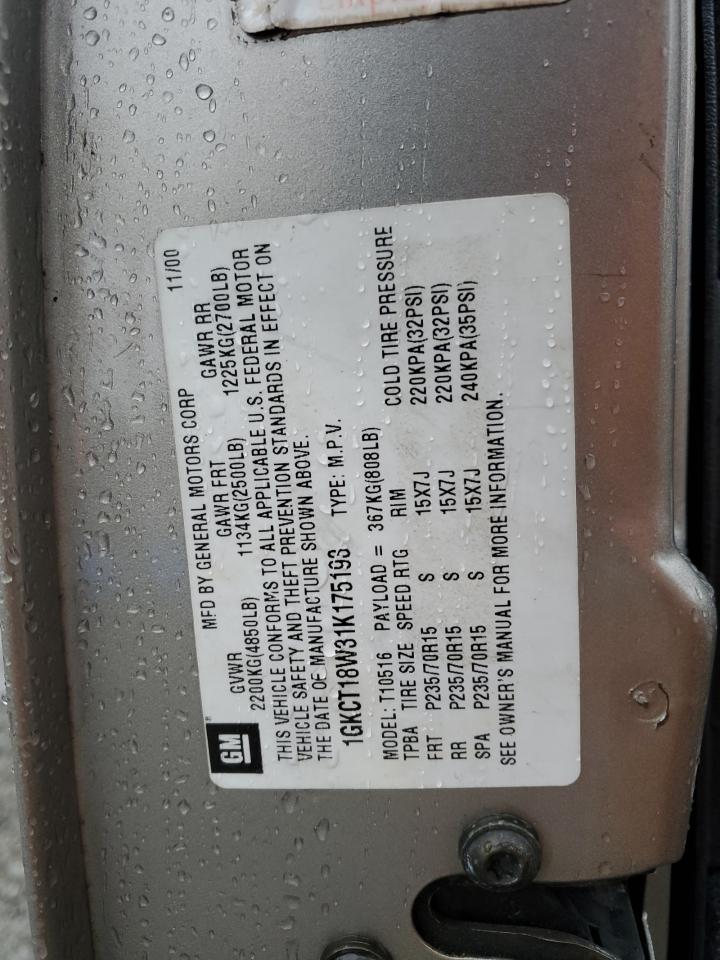 MFD BY GENERAL MOTORS CORP 11/00
GM
GVWR GAWR FRT GAWR RR
2200KG(4850LB) 1134KG(2500LB) 1225KG(2700LB)
THIS VEHICLE CONFORMS TO ALL APPLICABLE U.S. FEDERAL MOTOR
VEHICLE SAFETY AND THEFT PREVENTION STANDARDS IN EFFECT ON
THE DATE OF MANUFACTURE SHOWN ABOVE.
1GKCT18W31K175193 TYPE: M.P.V.
MODEL: T10516 PAYLOAD = 367KG(808LB)
TPBA TIRE SIZE SPEED RTG RIM COLD TIRE PRESSURE
FRT P235/70R15 S 15X7J 220KPA(32PSI)
RR P235/70R15 S 15X7J 220KPA(32PSI)
SPA P235/70R15 S 15X7J 240KPA(35PSI)
SEE OWNER'S MANUAL FOR MORE INFORMATION.